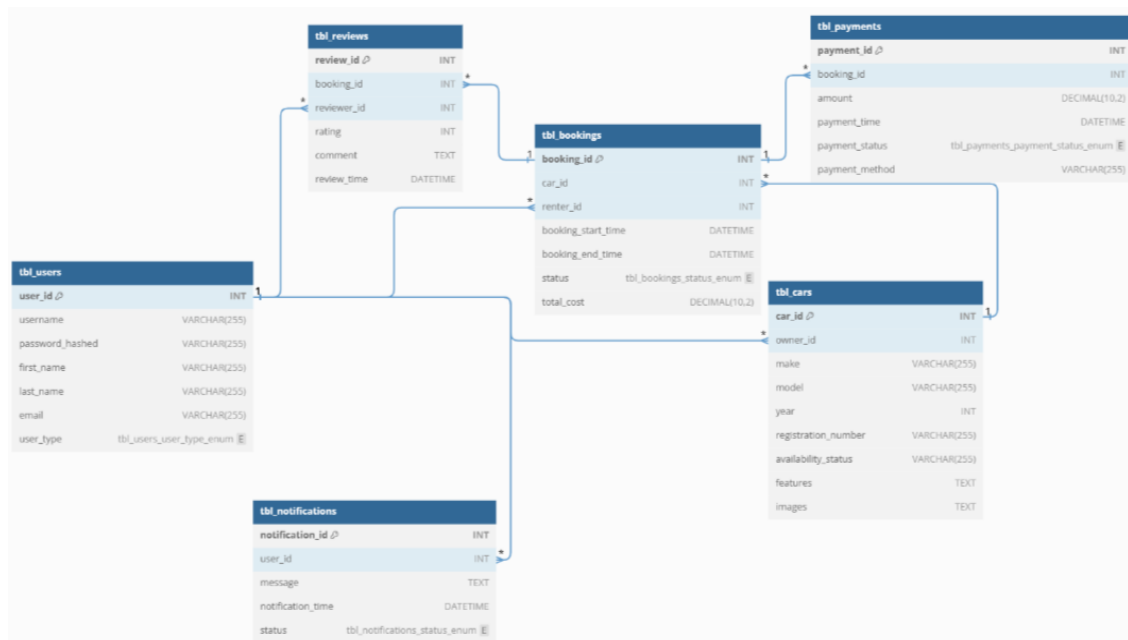 tbl_reviews
review_id INT
booking_id INT
reviewer_id INT
rating INT
comment TEXT
review_time DATETIME
tbl_payments
payment_id INT
booking_id INT
amount DECIMAL(10,2)
payment_time DATETIME
payment_status tbl_payments_payment_status_enum E
payment_method VARCHAR(255)
tbl_bookings
booking_id INT
car_id INT
renter_id INT
booking_start_time DATETIME
booking_end_time DATETIME
status tbl_bookings_status_enum E
total_cost DECIMAL(10,2)
tbl_users
user_id INT
username VARCHAR(255)
password_hashed VARCHAR(255)
first_name VARCHAR(255)
last_name VARCHAR(255)
email VARCHAR(255)
user_type tbl_users_user_type_enum E
tbl_cars
car_id INT
owner_id INT
make VARCHAR(255)
model VARCHAR(255)
year INT
registration_number VARCHAR(255)
availability_status VARCHAR(255)
features TEXT
images TEXT
tbl_notifications
notification_id INT
user_id INT
message TEXT
notification_time DATETIME
status tbl_notifications_status_enum E
*
*
1
1
*
*
*
1
1
*
*